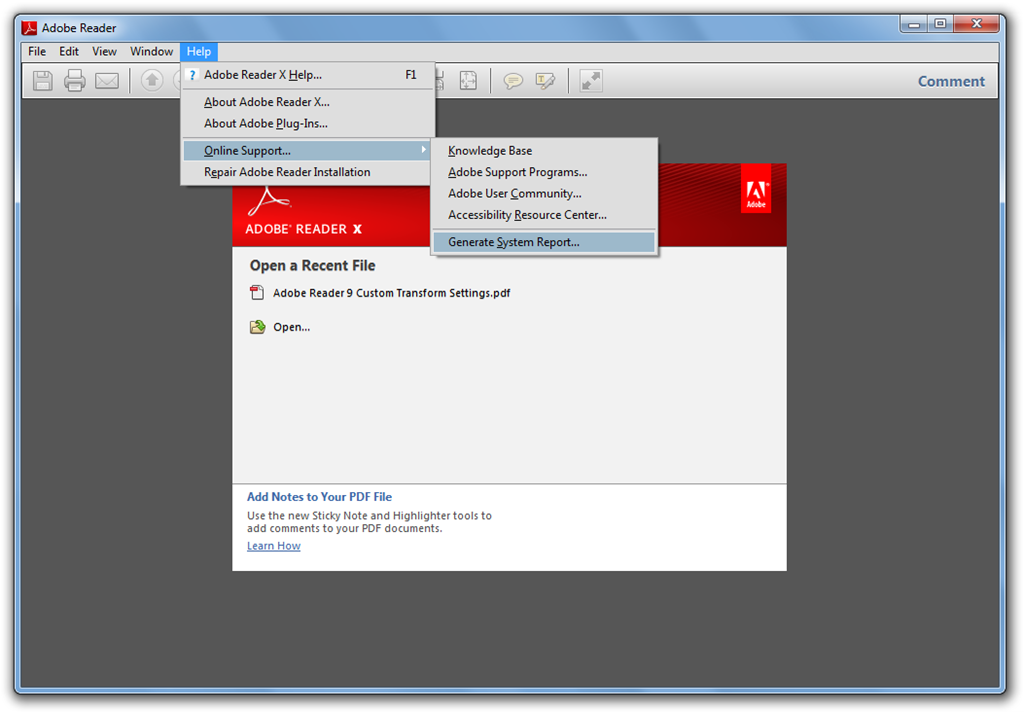 Adobe Reader
File Edit View Window Help
? Adobe Reader X Help... F1
About Adobe Reader X...
About Adobe Plug-Ins...
Online Support...
Repair Adobe Reader Installation
Comment
Knowledge Base
Adobe Support Programs...
Adobe User Community...
Accessibility Resource Center...
Generate System Report...
Adobe
ADOBE® READER X
Open a Recent File
Adobe Reader 9 Custom Transform Settings.pdf
Open...
Add Notes to Your PDF File
Use the new Sticky Note and Highlighter tools to
add comments to your PDF documents.
Learn How